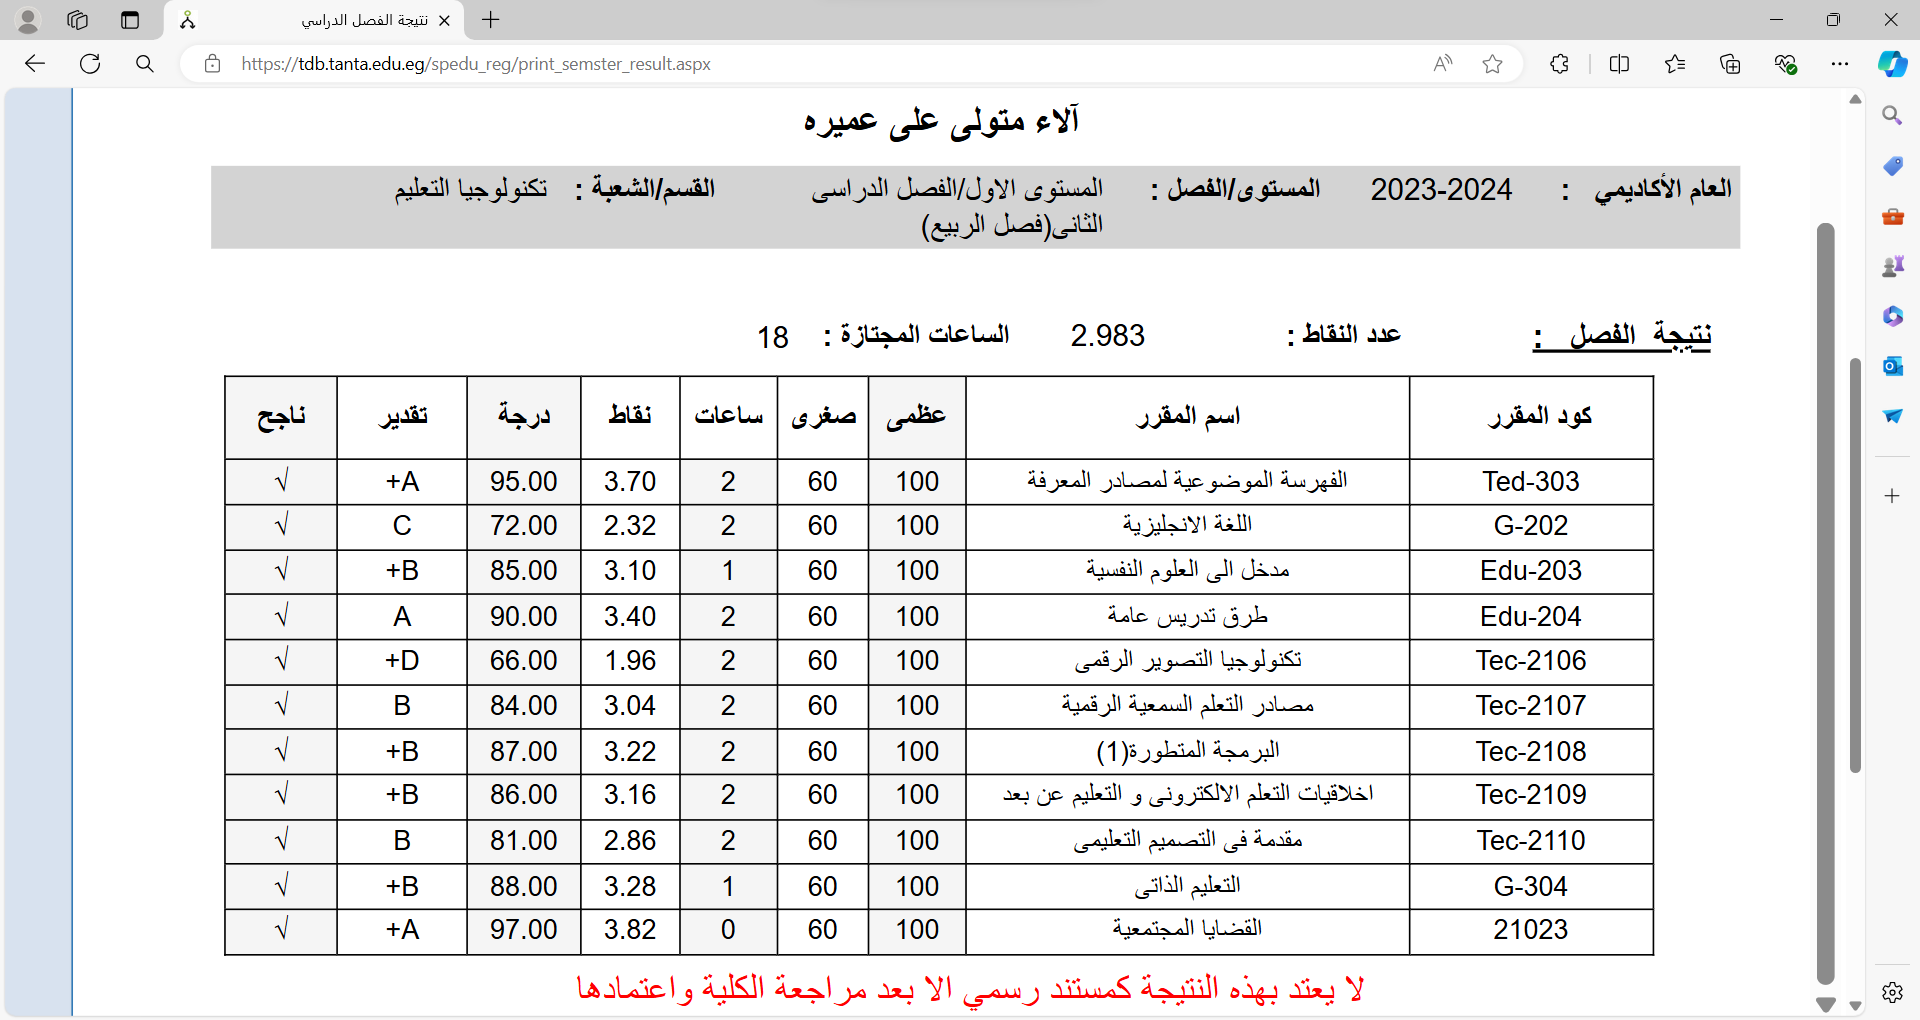 نتيجة الفصل الدراسي
https://tdb.tanta.edu.eg/spedu_reg/print_semster_result.aspx
آلاء متولى على عميره
العام الأكاديمي : 2023-2024 المستوى/الفصل : المستوى الاول/الفصل الدراسى القسم/الشعبة : تكنولوجيا التعليم
الثانى(فصل الربيع)
نتيجة الفصل : عدد النقاط : 2.983 الساعات المجتازة : 18
كود المقرر اسم المقرر عظمى صغرى ساعات نقاط درجة تقدير ناجح
Ted-303 الفهرسة الموضوعية لمصادر المعرفة 100 60 2 3.70 95.00 +A √
G-202 اللغة الانجليزية 100 60 2 2.32 72.00 C √
Edu-203 مدخل الى العلوم النفسية 100 60 1 3.10 85.00 +B √
Edu-204 طرق تدريس عامة 100 60 2 3.40 90.00 A √
Tec-2106 تكنولوجيا التصوير الرقمى 100 60 2 1.96 66.00 +D √
Tec-2107 مصادر التعلم السمعية الرقمية 100 60 2 3.04 84.00 B √
Tec-2108 البرمجة المتطورة(1) 100 60 2 3.22 87.00 +B √
Tec-2109 اخلاقيات التعلم الالكترونى و التعليم عن بعد 100 60 2 3.16 86.00 +B √
Tec-2110 مقدمة فى التصميم التعليمى 100 60 2 2.86 81.00 B √
G-304 التعليم الذاتى 100 60 1 3.28 88.00 +B √
21023 القضايا المجتمعية 100 60 0 3.82 97.00 +A √
لا يعتد بهذه النتيجة كمستند رسمي الا بعد مراجعة الكلية واعتمادها